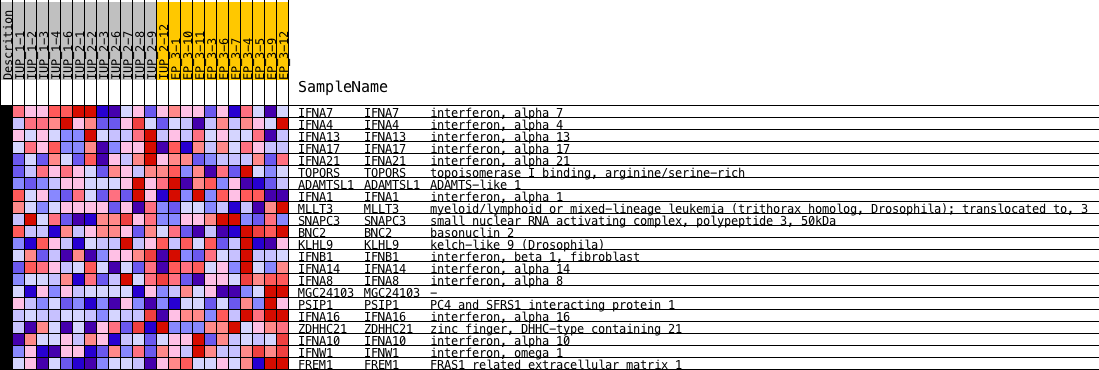 Descrition
IUP_1-1
IUP_1-2
IUP_1-3
IUP_1-4
IUP_1-6
IUP_2-1
IUP_2-2
IUP_2-3
IUP_2-6
IUP_2-7
IUP_2-8
IUP_2-9
IUP_2-12
EP_3-1
EP_3-10
EP_3-11
EP_3-3
EP_3-6
EP_3-7
EP_3-4
EP_3-5
EP_3-9
EP_3-12
SampleName
IFNA7 IFNA7 interferon, alpha 7
IFNA4 IFNA4 interferon, alpha 4
IFNA13 IFNA13 interferon, alpha 13
IFNA17 IFNA17 interferon, alpha 17
IFNA21 IFNA21 interferon, alpha 21
TOPORS TOPORS topoisomerase I binding, arginine/serine-rich
ADAMTSL1 ADAMTSL1 ADAMTS-like 1
IFNA1 IFNA1 interferon, alpha 1
MLLT3 MLLT3 myeloid/lymphoid or mixed-lineage leukemia (trithorax homolog, Drosophila); translocated to, 3
SNAPC3 SNAPC3 small nuclear RNA activating complex, polypeptide 3, 50kDa
BNC2 BNC2 basonuclin 2
KLHL9 KLHL9 kelch-like 9 (Drosophila)
IFNB1 IFNB1 interferon, beta 1, fibroblast
IFNA14 IFNA14 interferon, alpha 14
IFNA8 IFNA8 interferon, alpha 8
MGC24103 MGC24103 -
PSIP1 PSIP1 PC4 and SFRS1 interacting protein 1
IFNA16 IFNA16 interferon, alpha 16
ZDHHC21 ZDHHC21 zinc finger, DHHC-type containing 21
IFNA10 IFNA10 interferon, alpha 10
IFNW1 IFNW1 interferon, omega 1
FREM1 FREM1 FRAS1 related extracellular matrix 1